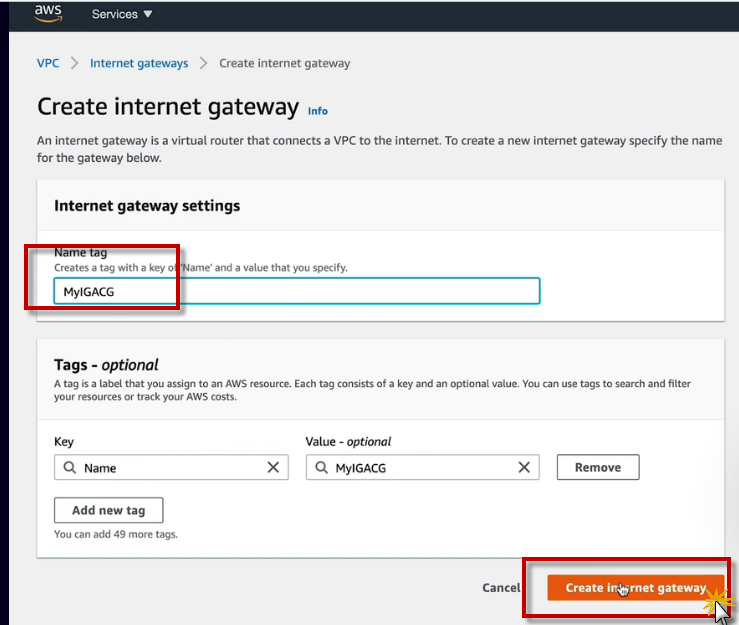 aws
Services
VPC > Internet gateways > Create internet gateway
Create internet gateway Info
An internet gateway is a virtual router that connects a VPC to the internet. To create a new internet gateway specify the name
for the gateway below.
Internet gateway settings
Name tag
Creates a tag with a key of 'Name' and a value that you specify.
MyIGACG
Tags - optional
A tag is a label that you assign to an AWS resource. Each tag consists of a key and an optional value. You can use tags to search and filter
your resources or track your AWS costs.
Key Value - optional
Name MyIGACG Remove
Add new tag
You can add 49 more tags.
Cancel Create internet gateway